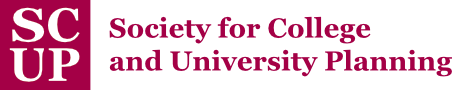 SC
UP
Society for College
and University Planning